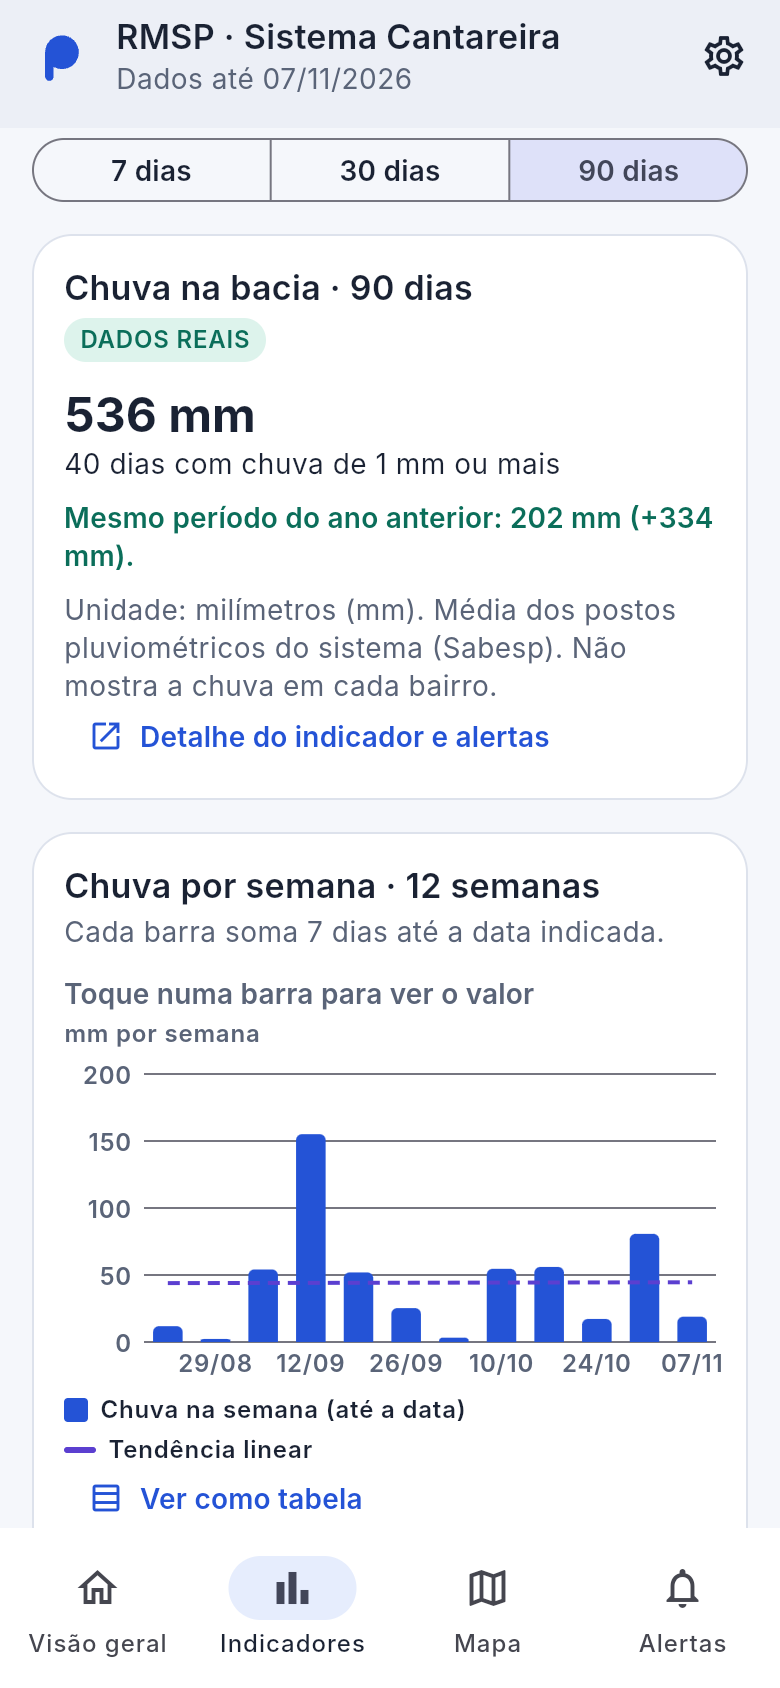 RMSP · Sistema Cantareira
Dados até 07/11/2026
7 dias
30 dias
90 dias
Chuva na bacia · 90 dias
DADOS REAIS
536 mm
40 dias com chuva de 1 mm ou mais
Mesmo período do ano anterior: 202 mm (+334
mm).
Unidade: milímetros (mm). Média dos postos
pluviométricos do sistema (Sabesp). Não
mostra a chuva em cada bairro.
Detalhe do indicador e alertas
Chuva por semana · 12 semanas
Cada barra soma 7 dias até a data indicada.
Toque numa barra para ver o valor
mm por semana
200
150
100
50
0
29/08
12/09
26/09
10/10
24/10
07/11
Chuva na semana (até a data)
Tendência linear
Ver como tabela
Visão geral
Indicadores
Mapa
Alertas